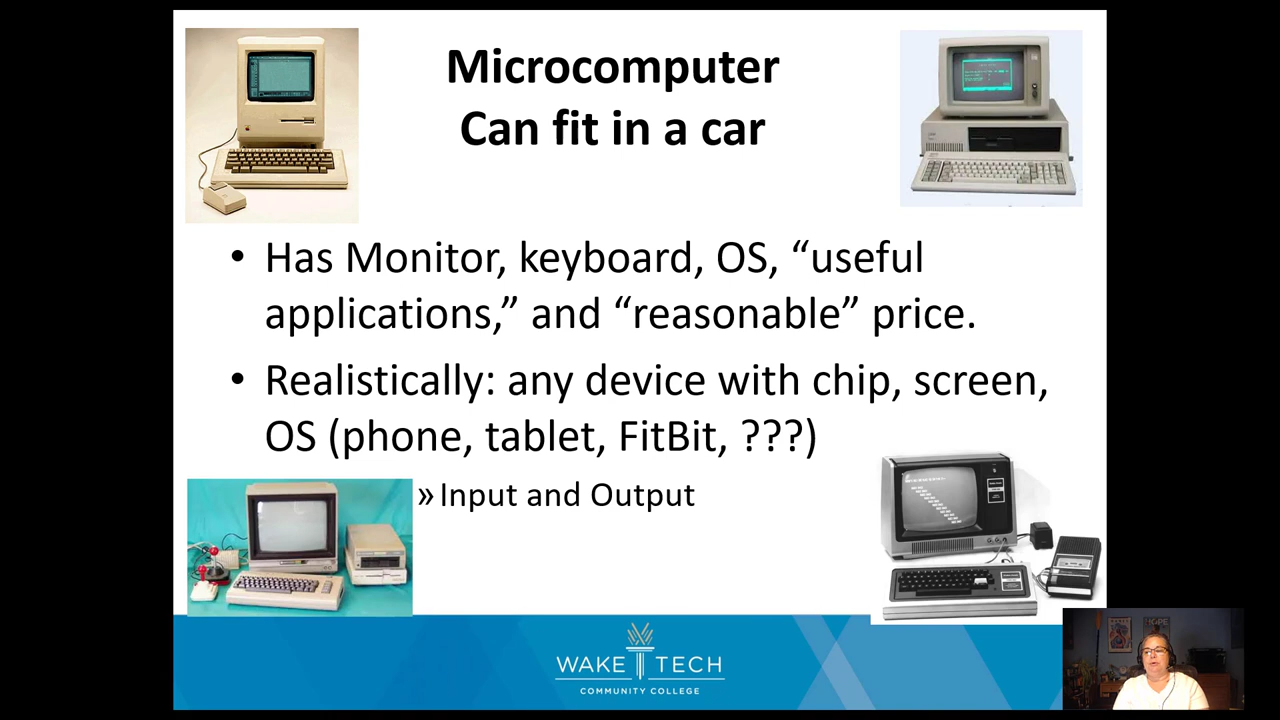 Microcomputer
Can fit in a car
• Has Monitor, keyboard, OS, “useful
applications,” and “reasonable” price.
• Realistically: any device with chip, screen,
OS (phone, tablet, FitBit, ???)
» Input and Output
WAKE TECH
COMMUNITY COLLEGE
HOPE